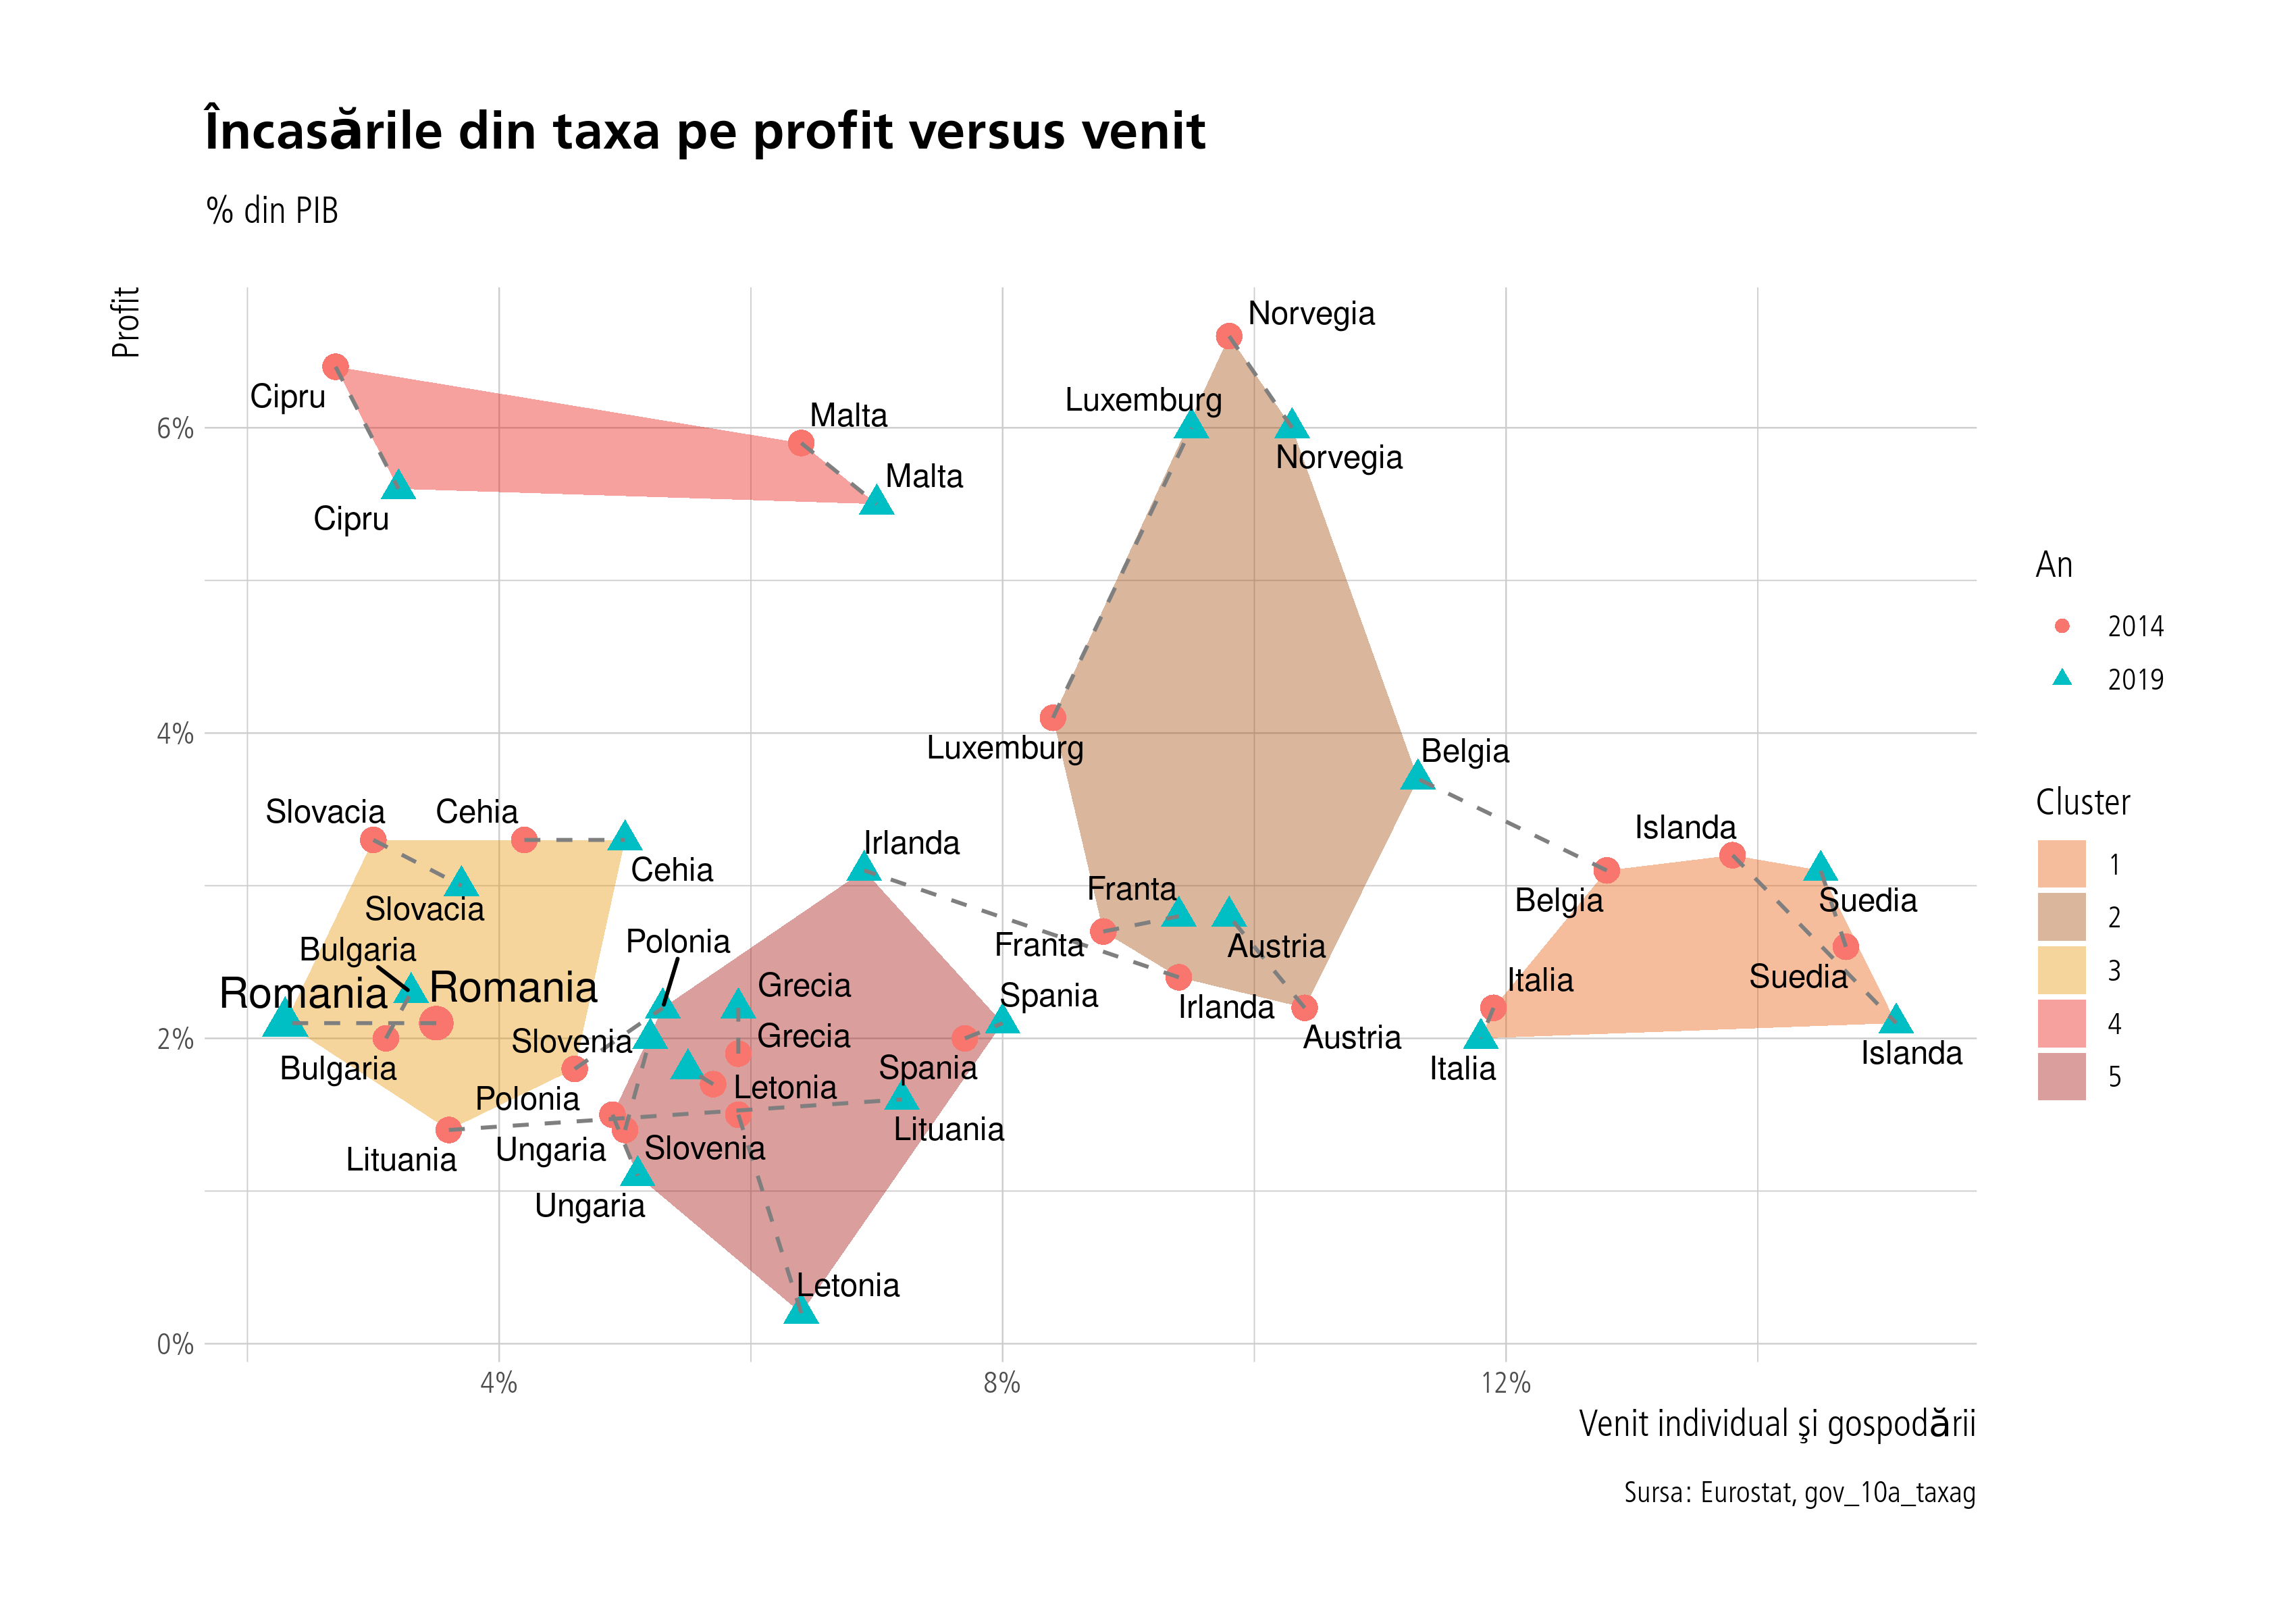 Încasările din taxa pe profit versus venit
% din PIB
Profit
Norvegia
Cipru
Luxemburg
Malta
6%
Norvegia
Malta
Cipru
An
2014
2019
4%
Luxemburg
Belgia
Cluster
Slovacia
Cehia
Irlanda
Islanda
1
Cehia
Franta
Belgia
Suedia
Slovacia
2
Bulgaria
Polonia
Franta
Austria
3
Romania
Romania
Grecia
Spania
Irlanda
Italia
Suedia
4
2%
Slovenia
Grecia
Austria
Islanda
Bulgaria
Spania
Italia
5
Polonia
Letonia
Lituania
Lituania
Ungaria
Slovenia
Ungaria
Letonia
0%
4%
8%
12%
Venit individual şi gospodării
Sursa: Eurostat, gov_10a_taxag